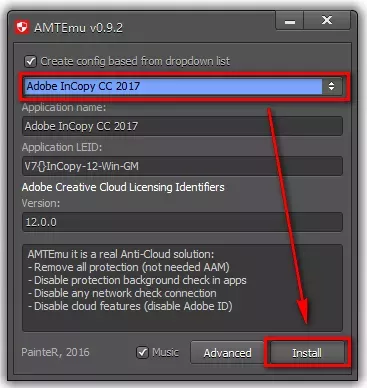 AMTEmu v0.9.2
Create config based from dropdown list
Adobe InCopy CC 2017
Application name:
Adobe InCopy CC 2017
Application LEID:
V7{}InCopy-12-Win-GM
Adobe Creative Cloud Licensing Identifiers
Version:
12.0.0
AMTEmu it is a real Anti-Cloud solution:
- Remove all protection (not needed AAM)
- Disable protection background check in apps
- Disable any network check connection
- Disable cloud features (disable Adobe ID)
PainteR, 2016 Music Advanced Install